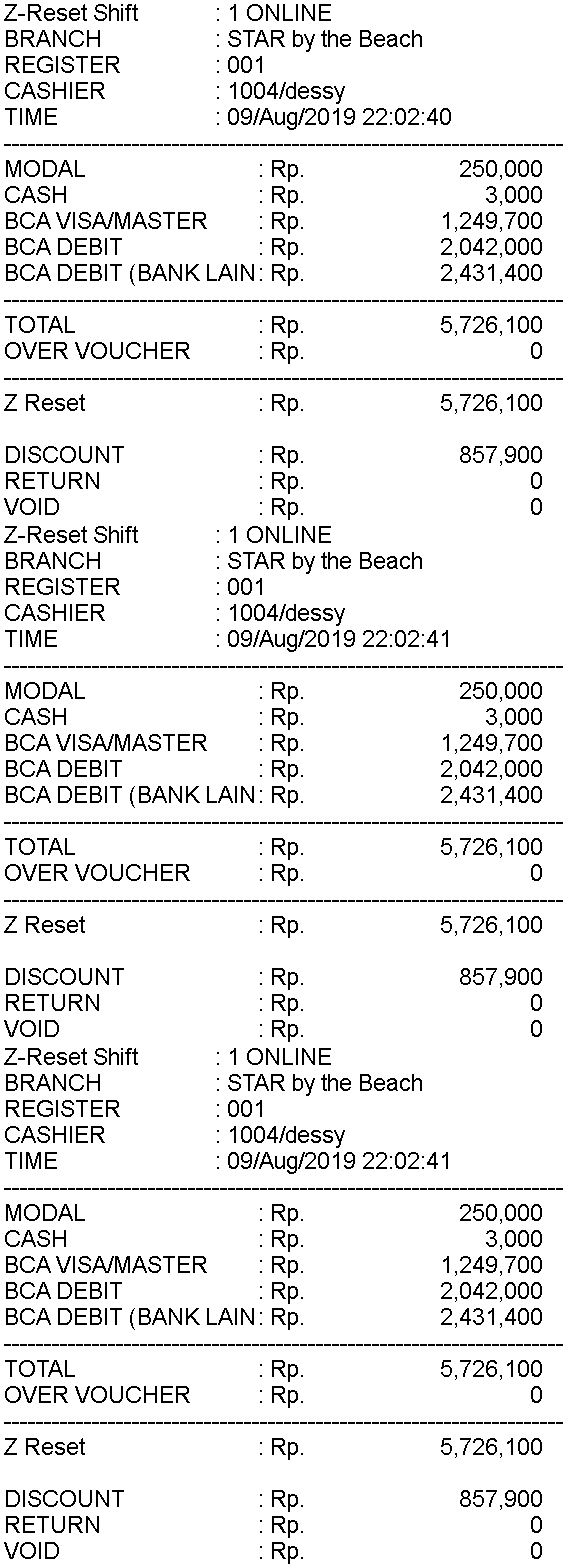 Z-Reset Shift : 1 ONLINE
BRANCH : STAR by the Beach
REGISTER : 001
CASHIER : 1004/dessy
TIME : 09/Aug/2019 22:02:40
----------------------------------------------------------------------
MODAL : Rp. 250,000
CASH : Rp. 3,000
BCA VISA/MASTER : Rp. 1,249,700
BCA DEBIT : Rp. 2,042,000
BCA DEBIT (BANK LAIN : Rp. 2,431,400
----------------------------------------------------------------------
TOTAL : Rp. 5,726,100
OVER VOUCHER : Rp. 0
----------------------------------------------------------------------
Z Reset : Rp. 5,726,100
DISCOUNT : Rp. 857,900
RETURN : Rp. 0
VOID : Rp. 0
Z-Reset Shift : 1 ONLINE
BRANCH : STAR by the Beach
REGISTER : 001
CASHIER : 1004/dessy
TIME : 09/Aug/2019 22:02:41
----------------------------------------------------------------------
MODAL : Rp. 250,000
CASH : Rp. 3,000
BCA VISA/MASTER : Rp. 1,249,700
BCA DEBIT : Rp. 2,042,000
BCA DEBIT (BANK LAIN : Rp. 2,431,400
----------------------------------------------------------------------
TOTAL : Rp. 5,726,100
OVER VOUCHER : Rp. 0
----------------------------------------------------------------------
Z Reset : Rp. 5,726,100
DISCOUNT : Rp. 857,900
RETURN : Rp. 0
VOID : Rp. 0
Z-Reset Shift : 1 ONLINE
BRANCH : STAR by the Beach
REGISTER : 001
CASHIER : 1004/dessy
TIME : 09/Aug/2019 22:02:41
----------------------------------------------------------------------
MODAL : Rp. 250,000
CASH : Rp. 3,000
BCA VISA/MASTER : Rp. 1,249,700
BCA DEBIT : Rp. 2,042,000
BCA DEBIT (BANK LAIN : Rp. 2,431,400
----------------------------------------------------------------------
TOTAL : Rp. 5,726,100
OVER VOUCHER : Rp. 0
----------------------------------------------------------------------
Z Reset : Rp. 5,726,100
DISCOUNT : Rp. 857,900
RETURN : Rp. 0
VOID : Rp. 0